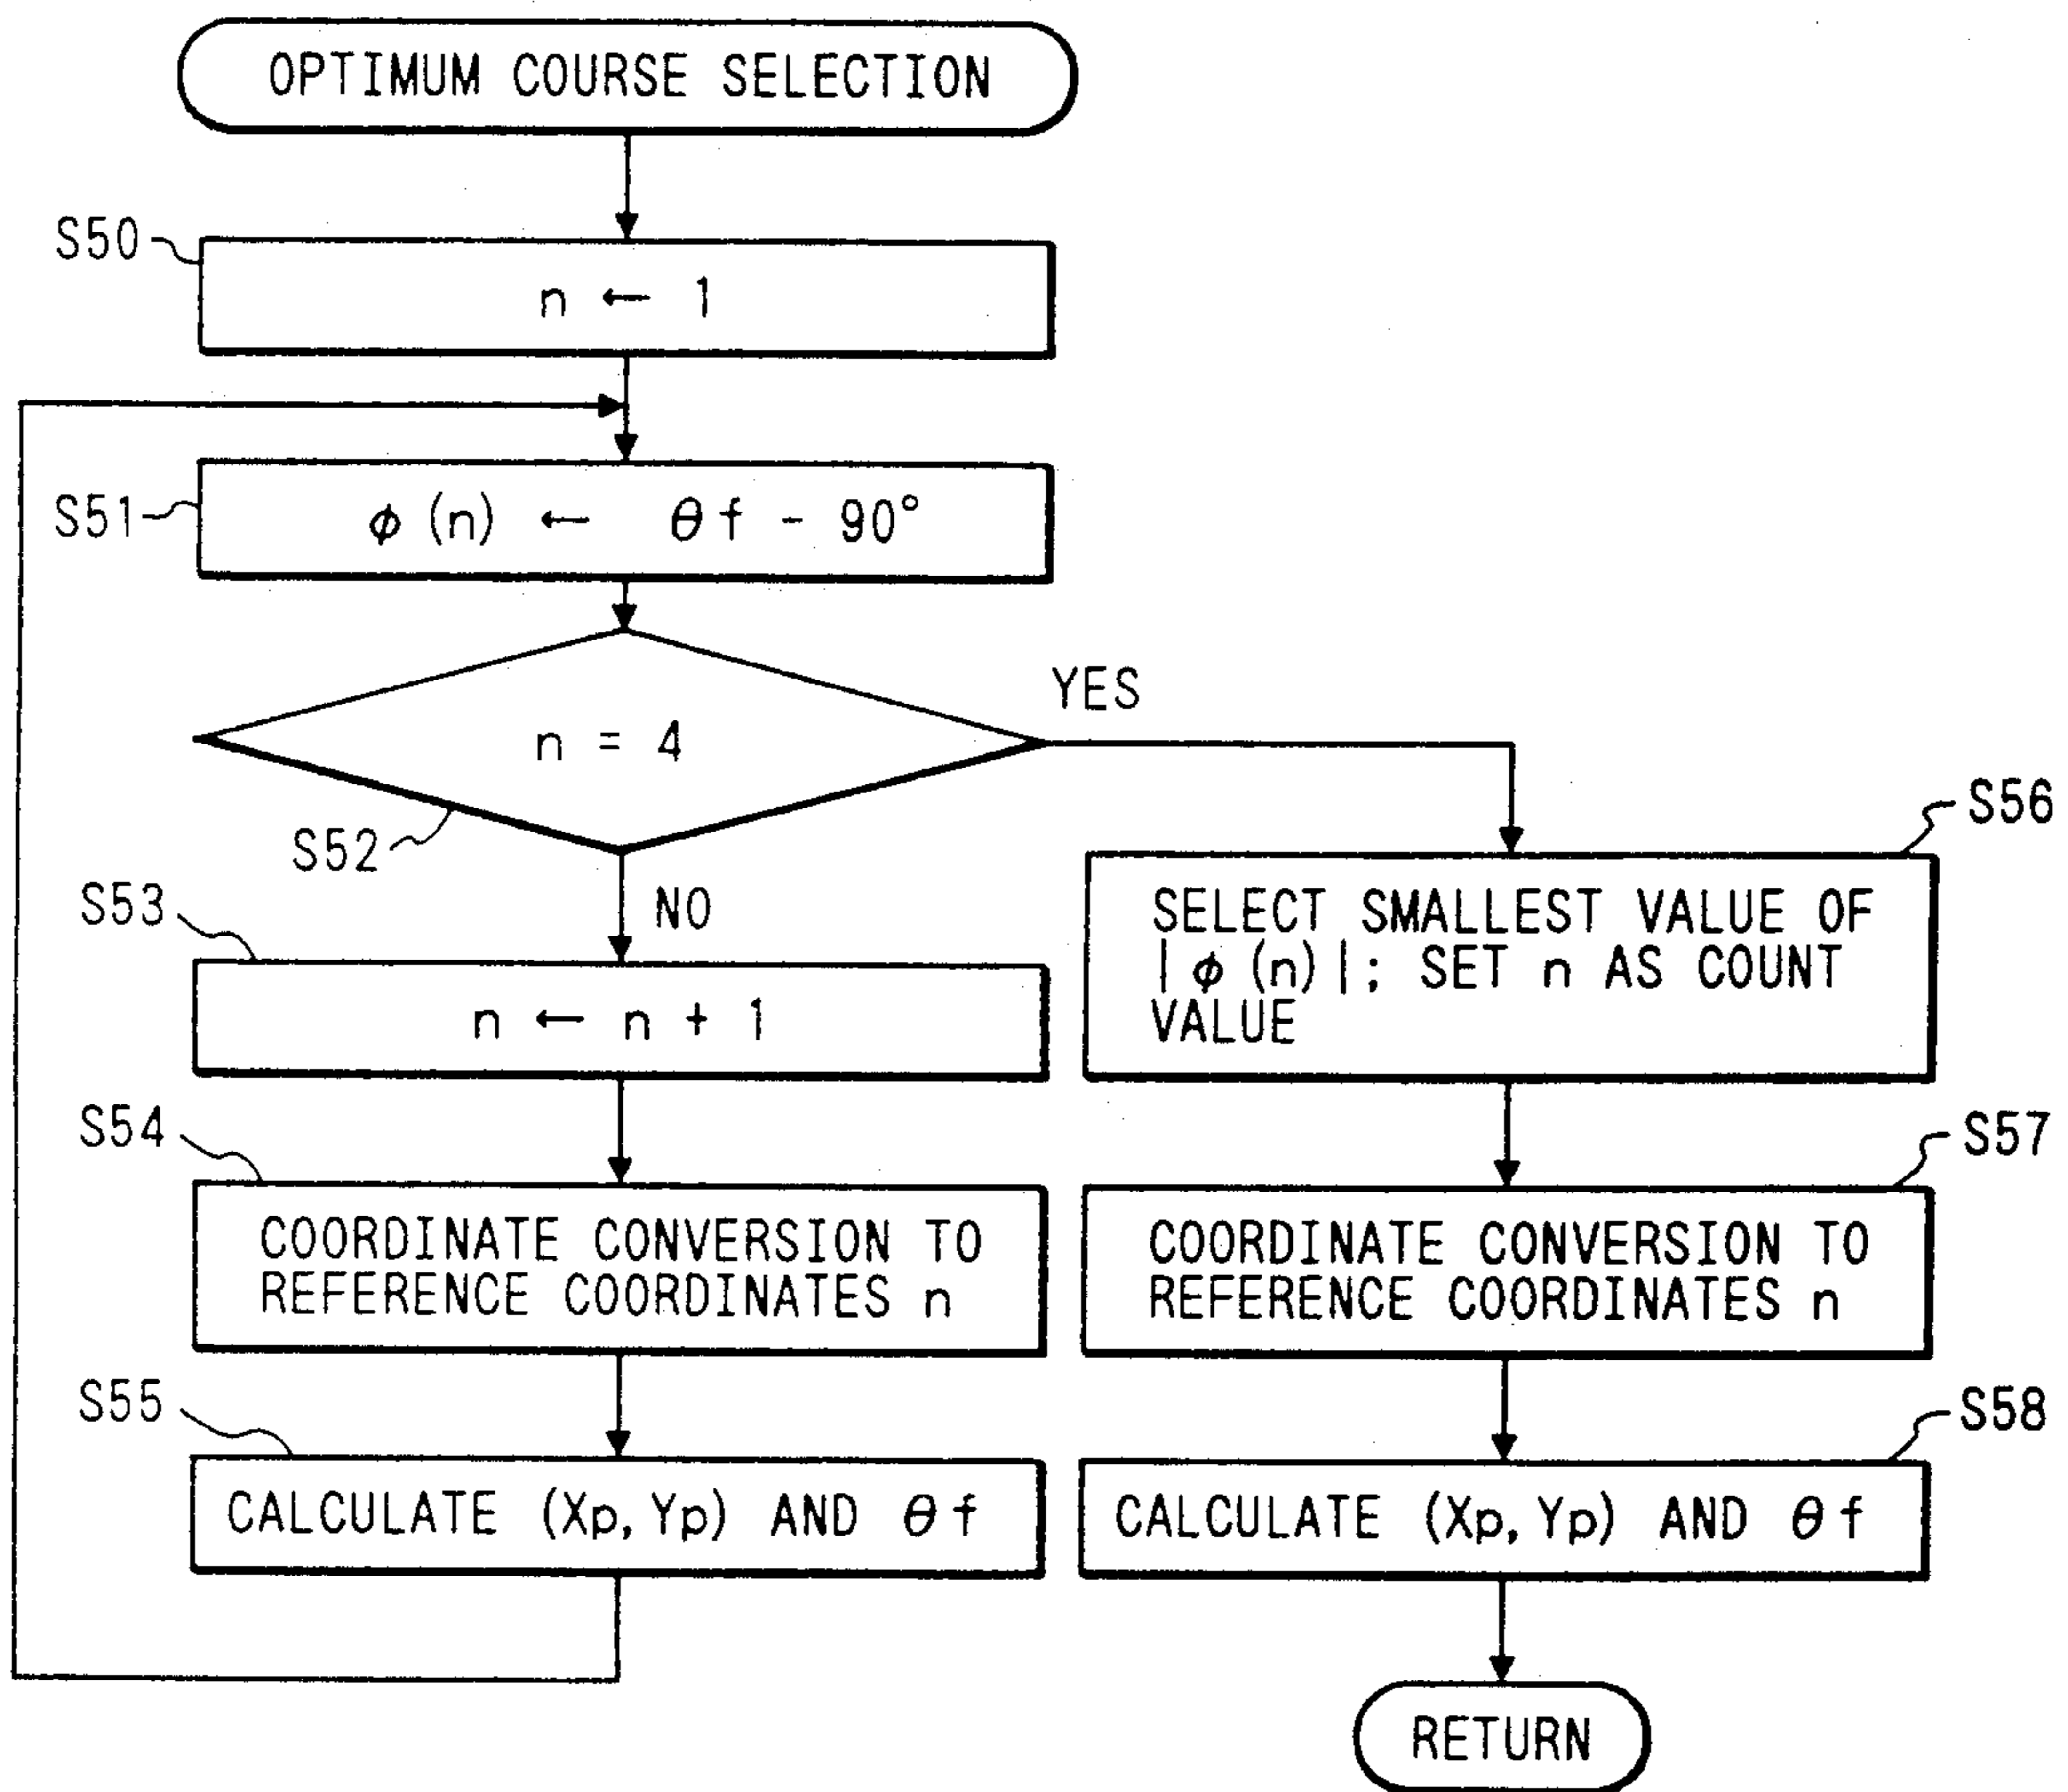 OPTIMUM COURSE SELECTION
S50
n ← 1
S51
φ (n) ← θf - 90°
n = 4
YES
S52
NO
S53
n ← n + 1
S54
COORDINATE CONVERSION TO
REFERENCE COORDINATES n
S55
CALCULATE (Xp, Yp) AND θf
S56
SELECT SMALLEST VALUE OF
| φ (n) | ; SET n AS COUNT
VALUE
S57
COORDINATE CONVERSION TO
REFERENCE COORDINATES n
S58
CALCULATE (Xp, Yp) AND θf
RETURN